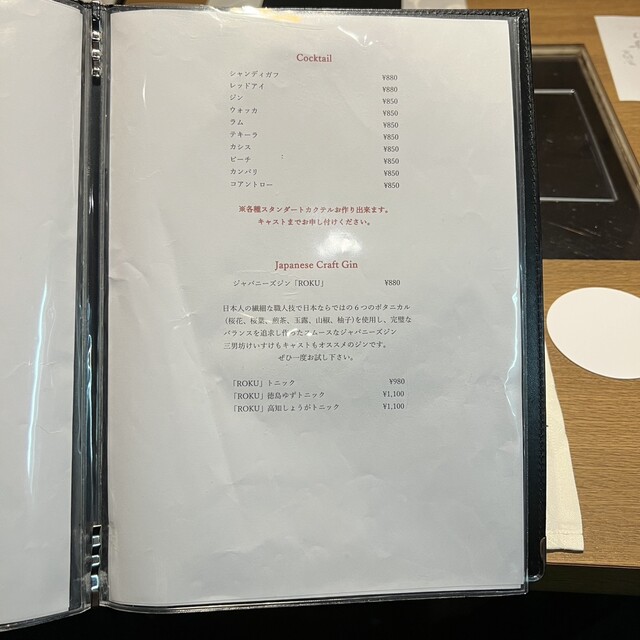 Cocktail
シャンディガフ ¥880
レッドアイ ¥880
ジン ¥850
ウォッカ ¥850
ラム ¥850
テキーラ ¥850
カシス ¥850
ピーチ ¥850
カンパリ ¥850
コアントロー ¥850
※各種スタンダートカクテルお作り出来ます。
キャストまでお申し付けください。
Japanese Craft Gin
ジャパニーズジン「ROKU」 ¥880
日本人の繊細な職人技で日本ならではの６つのボタニカル
(桜花、桜葉、煎茶、玉露、山椒、柚子)を使用し、完璧な
バランスを追求し作ったスムースなジャパニーズジン
三男坊けいすけもキャストもオススメのジンです。
ぜひ一度お試し下さい。
「ROKU」トニック ¥980
「ROKU」徳島ゆずトニック ¥1,100
「ROKU」高知しょうがトニック ¥1,100